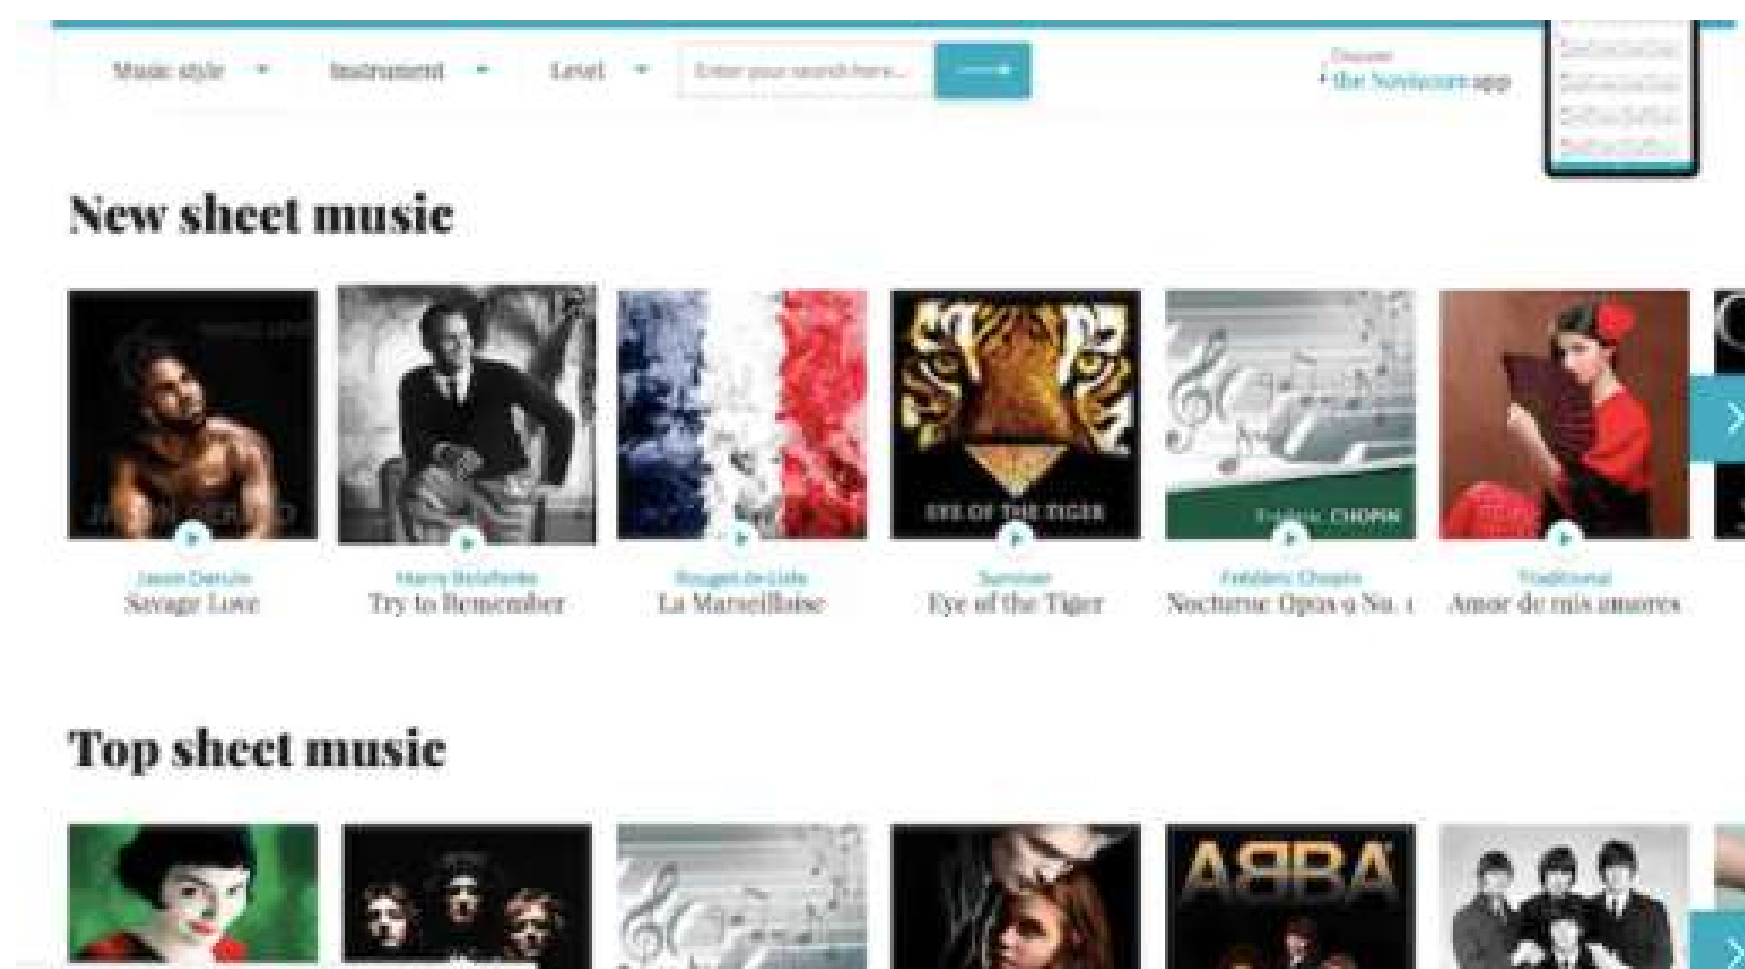 Music style
Instrument
Level
Enter your search here...
Discover
the Noviscore app
New sheet music
EYE OF THE TIGER
Frédéric CHOPIN
Jason Derulo
Savage Love
Harry Belafonte
Try to Remember
Rouget de Lisle
La Marseillaise
Survivor
Eye of the Tiger
Frédéric Chopin
Nocturne Opus 9 No. 1
Traditional
Amor de mis amores
Top sheet music
ABBA